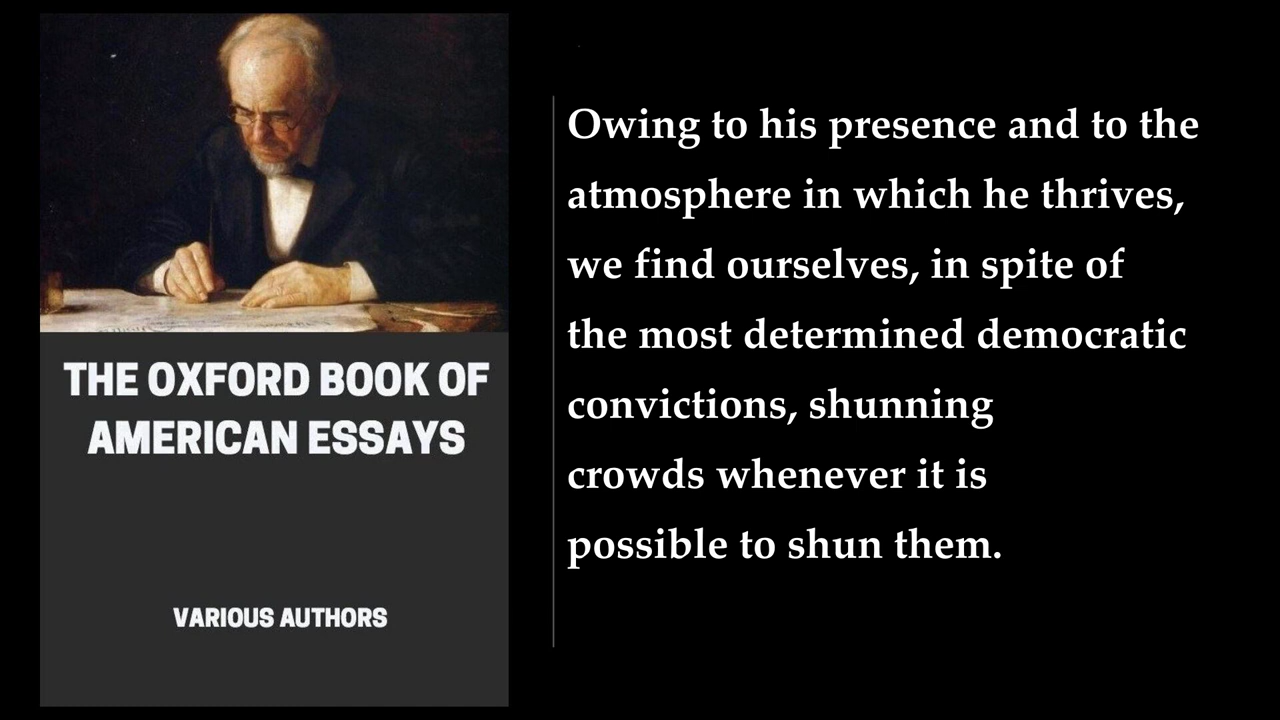 THE OXFORD BOOK OF
AMERICAN ESSAYS
VARIOUS AUTHORS
Owing to his presence and to the
atmosphere in which he thrives,
we find ourselves, in spite of
the most determined democratic
convictions, shunning
crowds whenever it is
possible to shun them.